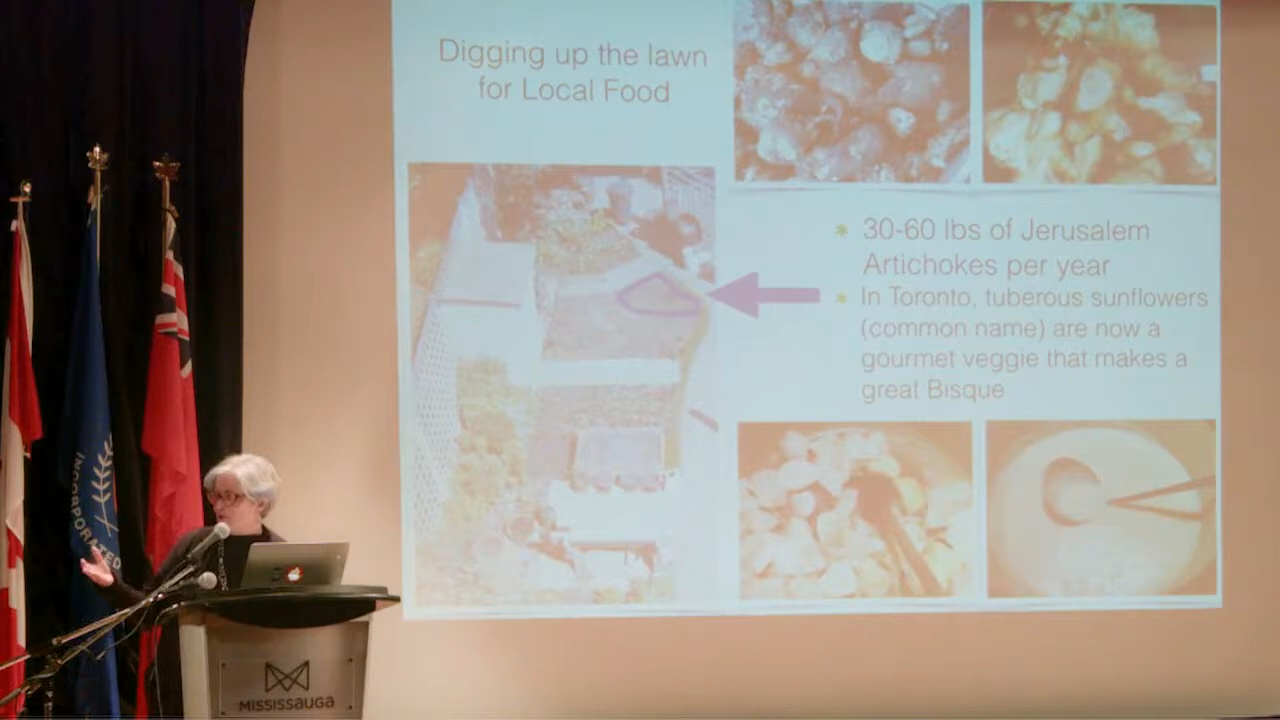 Digging up the lawn
for Local Food
30-60 lbs of Jerusalem
Artichokes per year
In Toronto, tuberous sunflowers
(common name) are now a
gourmet veggie that makes a
great Bisque
INCORPORATED
MISSISSAUGA